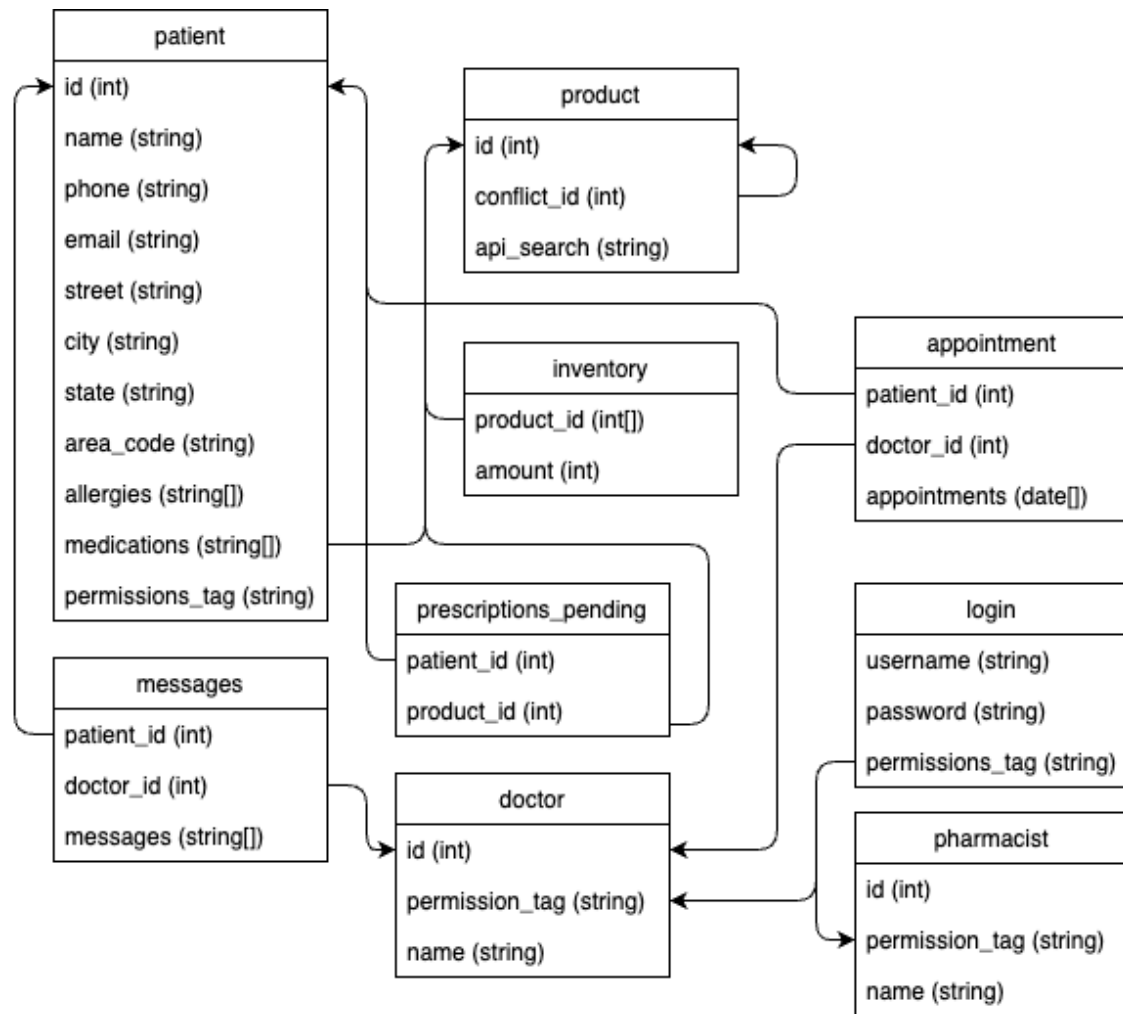 patient
id (int)
name (string)
phone (string)
email (string)
street (string)
city (string)
state (string)
area_code (string)
allergies (string[])
medications (string[])
permissions_tag (string)
product
id (int)
conflict_id (int)
api_search (string)
inventory
product_id (int[])
amount (int)
appointment
patient_id (int)
doctor_id (int)
appointments (date[])
prescriptions_pending
patient_id (int)
product_id (int)
login
username (string)
password (string)
permissions_tag (string)
messages
patient_id (int)
doctor_id (int)
messages (string[])
doctor
id (int)
permission_tag (string)
name (string)
pharmacist
id (int)
permission_tag (string)
name (string)